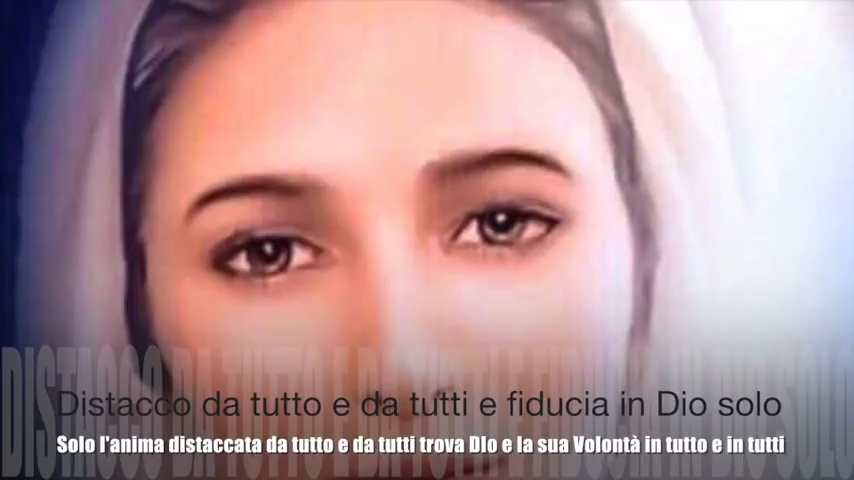 DISTACCO DA TUTTO E DA TUTTI E FIDUCIA IN DIO SOLO
Distacco da tutto e da tutti e fiducia in Dio solo
Solo l'anima distaccata da tutto e da tutti trova DIo e la sua Volontà in tutto e in tutti